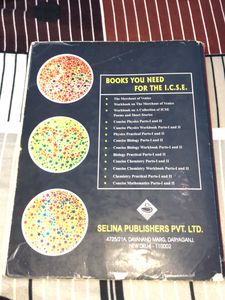 BOOKS YOU NEED
FOR THE I.C.S.E.
The Merchant of Venice
Workbook on The Merchant of Venice
Workbook on A Collection of ICSE
Poems and Short Stories
Concise Physics Parts-I and II
Concise Physics Workbook Parts-I and II
Physics Practical Parts-I and II
Concise Biology Parts-I and II
Concise Biology Workbook Parts-I and II
Biology Practical Parts-I and II
Concise Chemistry Parts-I and II
Concise Chemistry Workbook Parts-I and II
Chemistry Practical Parts-I and II
Concise Mathematics Parts-I and II
SELINA PUBLISHERS PVT. LTD.
4725/21A, DAYANAND MARG, DARYAGANJ,
NEW DELHI - 110002